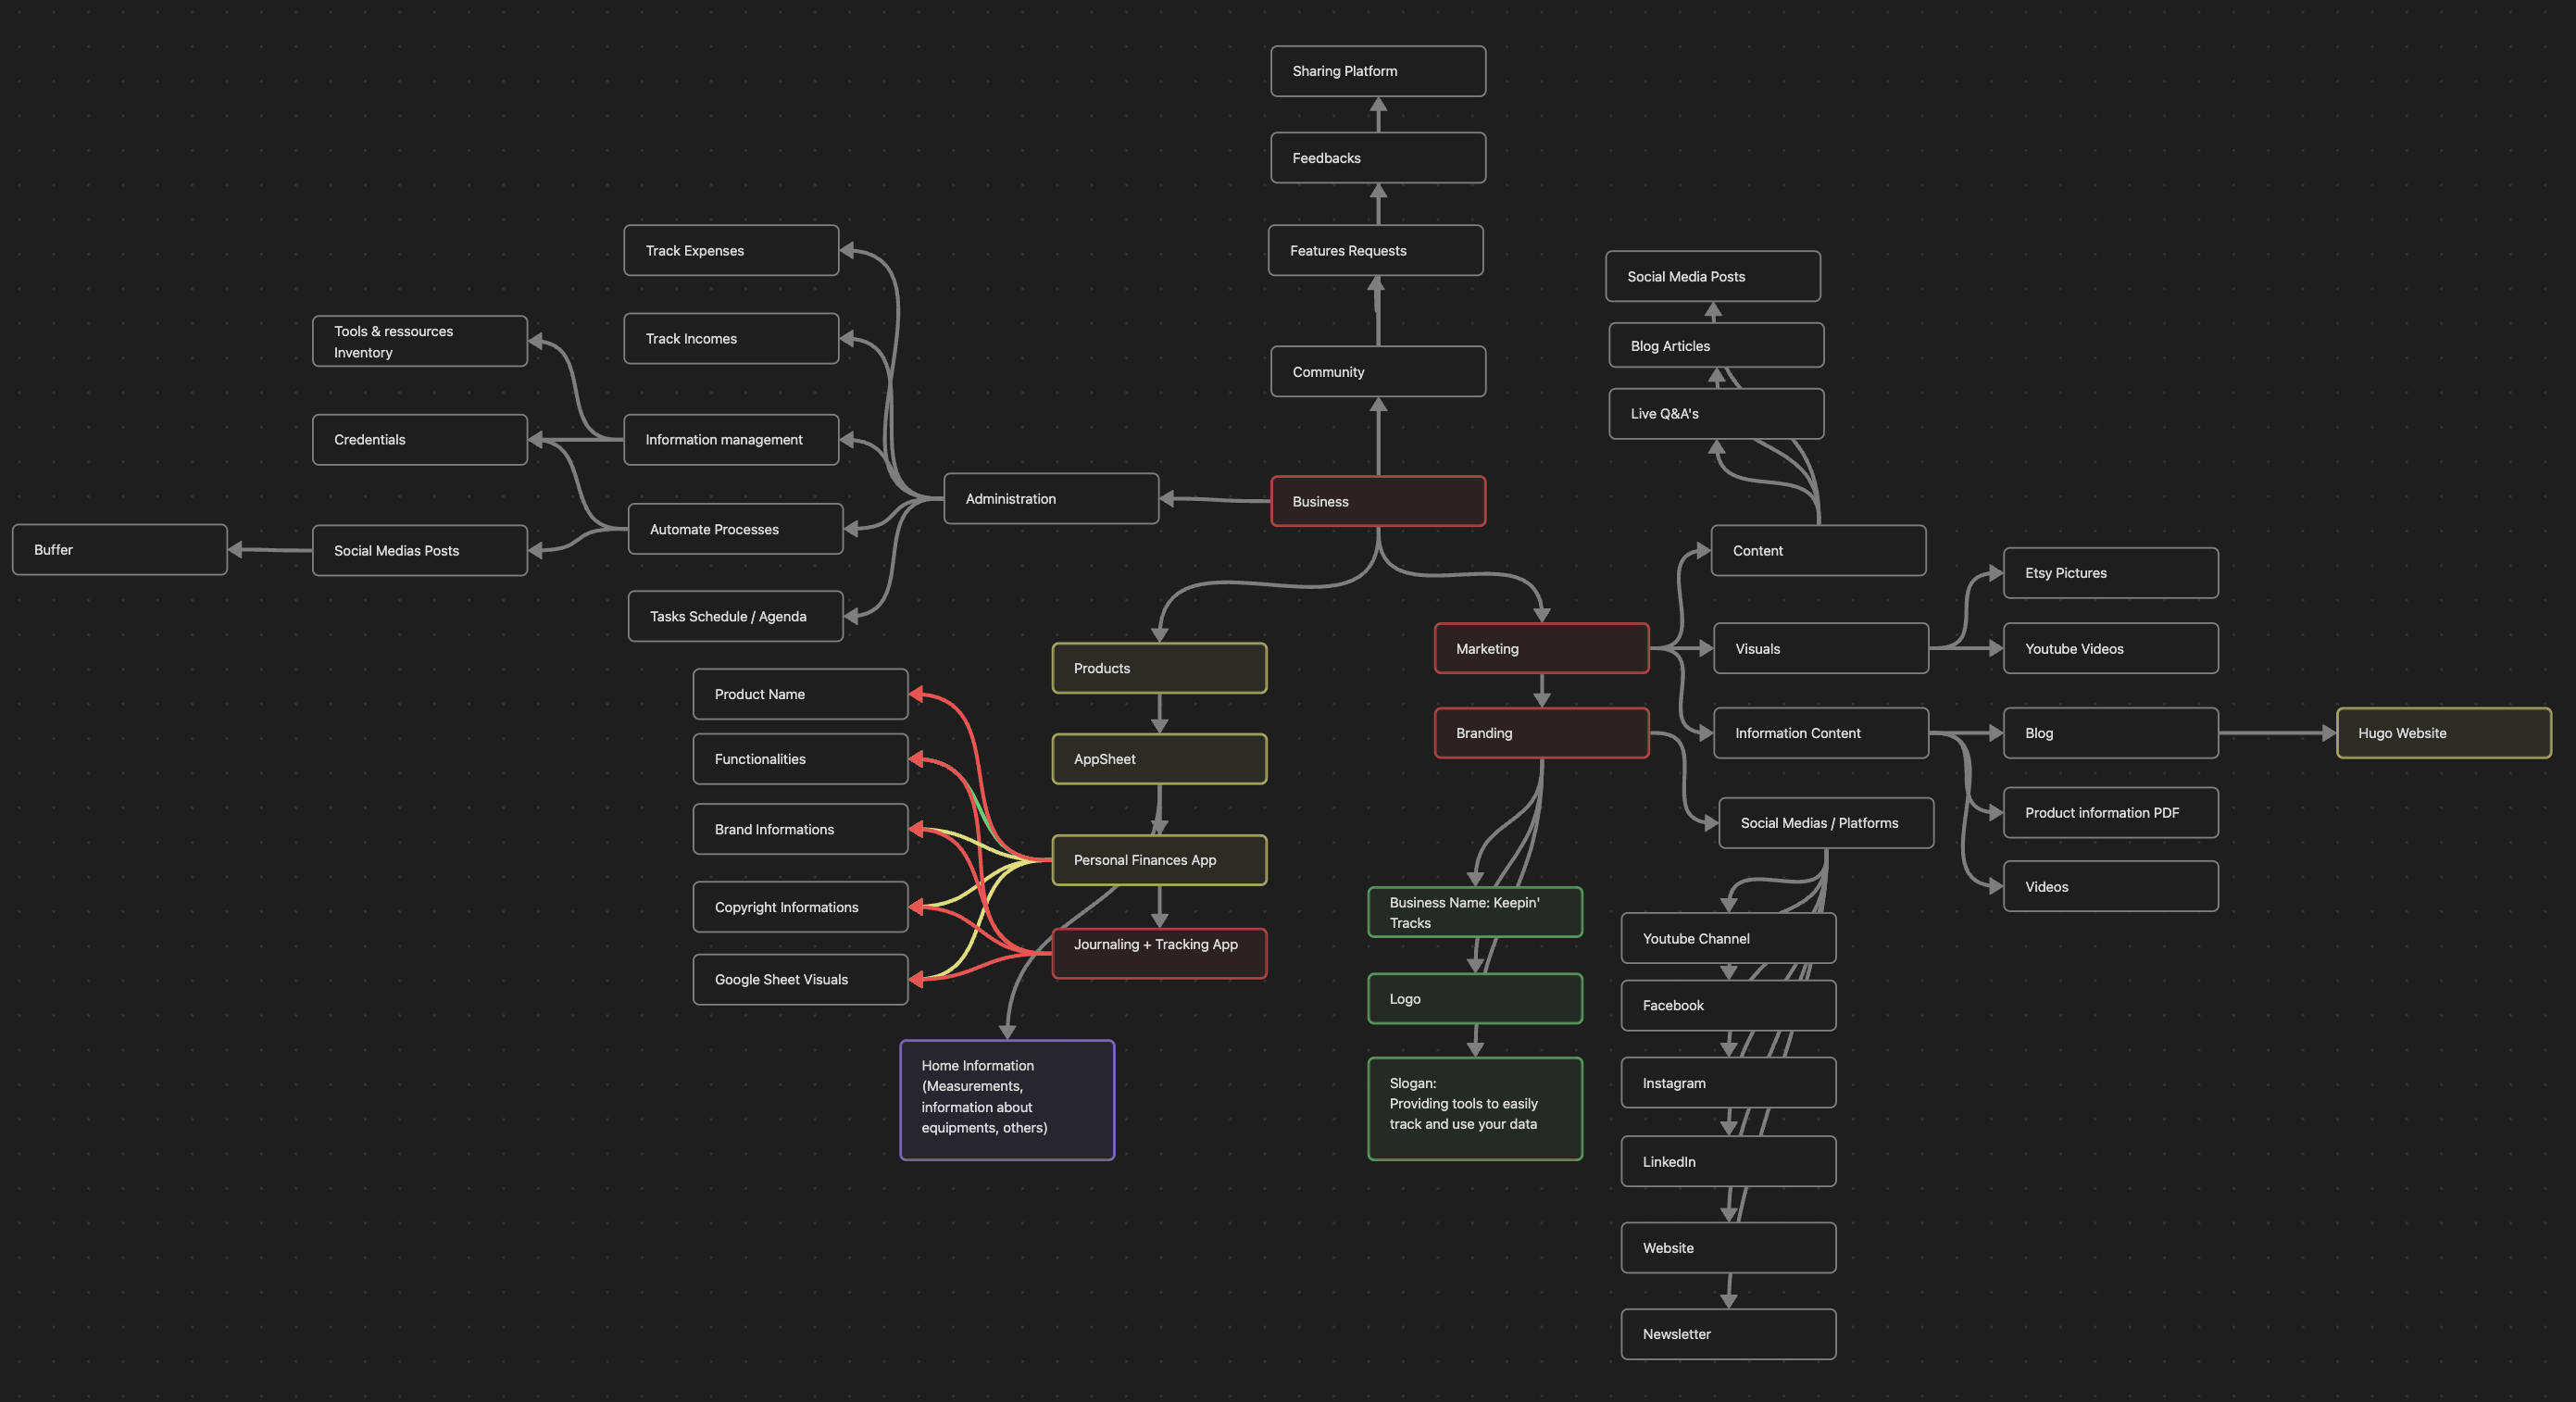 Sharing Platform
Feedbacks
Features Requests
Community
Business
Administration
Track Expenses
Track Incomes
Information management
Automate Processes
Tasks Schedule / Agenda
Tools & ressources
Inventory
Credentials
Social Medias Posts
Buffer
Products
AppSheet
Personal Finances App
Journaling + Tracking App
Product Name
Functionalities
Brand Informations
Copyright Informations
Google Sheet Visuals
Home Information
(Measurements,
information about
equipments, others)
Marketing
Branding
Business Name: Keepin'
Tracks
Logo
Slogan:
Providing tools to easily
track and use your data
Social Media Posts
Blog Articles
Live Q&A's
Content
Visuals
Information Content
Social Medias / Platforms
Etsy Pictures
Youtube Videos
Blog
Product information PDF
Videos
Hugo Website
Youtube Channel
Facebook
Instagram
LinkedIn
Website
Newsletter